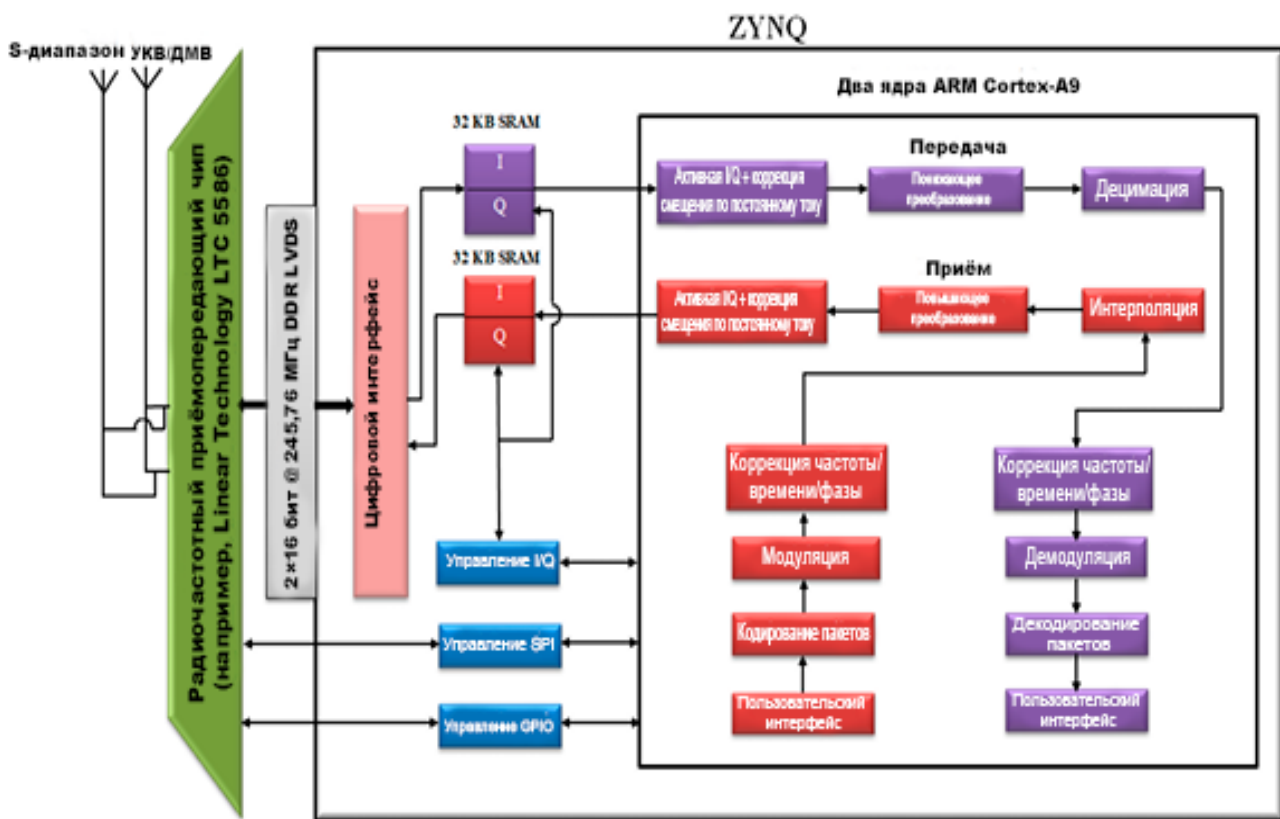 ZYNQ
S-диапазон УКВ/ДМВ
Два ядра ARM Cortex-A9
32 KB SRAM
I
Q
32 KB SRAM
I
Q
Передача
Активная I/Q + коррекция
смещения по постоянному току
Понижающее
преобразование
Децимация
Приём
Активная I/Q + коррекция
смещения по постоянному току
Повышающее
преобразование
Интерполяция
Радиочастотный приёмопередающий чип
(например, Linear Technology LTC 5586)
2×16 бит @ 245,76 МГц DDR LVDS
Цифровой интерфейс
Коррекция частоты/
времени/фазы
Коррекция частоты/
времени/фазы
Управление I/Q
Модуляция
Демодуляция
Управление SPI
Кодирование пакетов
Декодирование
пакетов
Управление GPIO
Пользовательский
интерфейс
Пользовательский
интерфейс